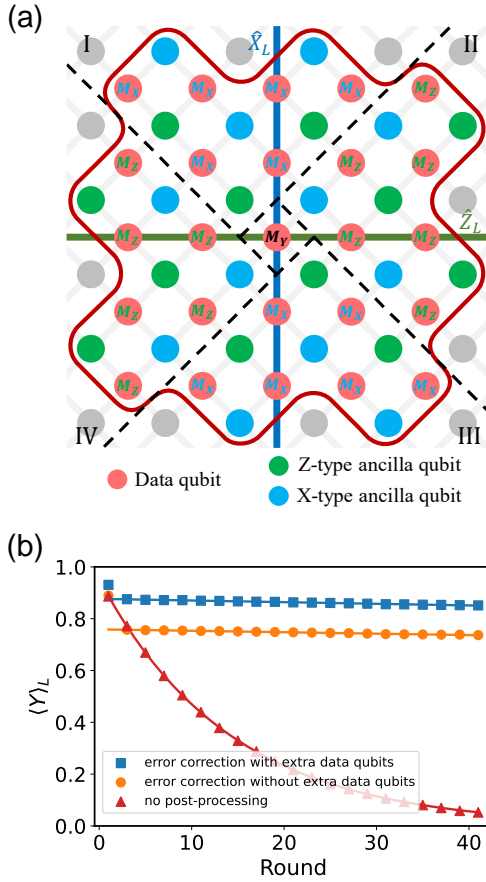 (a)
I X̂_L II
M_X M_X M_X M_X M_Z
M_Z M_X M_X M_Z M_Z
Ẑ_L
M_Z M_Z M_Y M_Z M_Z
M_Z M_Z M_X M_X M_Z
M_Z M_X M_X M_X M_X
IV III
Data qubit
Z-type ancilla qubit
X-type ancilla qubit
(b)
1.0
0.8
0.6
0.4
0.2
0.0
⟨Y⟩_L
error correction with extra data qubits
error correction without extra data qubits
no post-processing
0 10 20 30 40
Round